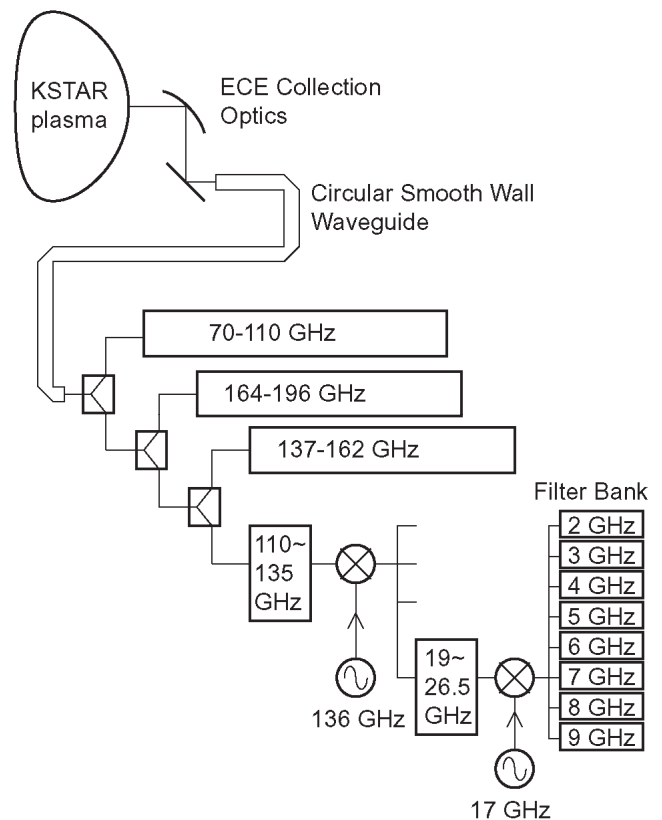 KSTAR
plasma
ECE Collection
Optics
Circular Smooth Wall
Waveguide
70-110 GHz
164-196 GHz
137-162 GHz
Filter Bank
110~
135
GHz
136 GHz
19~
26.5
GHz
17 GHz
2 GHz
3 GHz
4 GHz
5 GHz
6 GHz
7 GHz
8 GHz
9 GHz